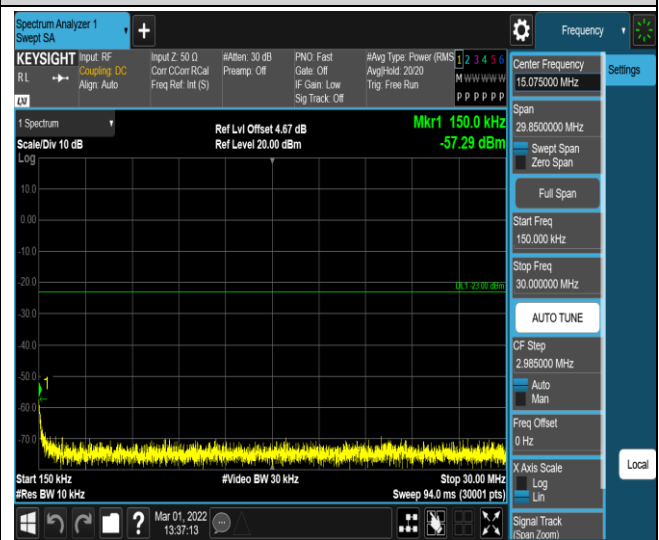 Spectrum Analyzer 1
Swept SA
+
Frequency
KEYSIGHT
RL
LXI
Input: RF
Coupling: DC
Align: Auto
Input Z: 50 Ω
Corr CCorr RCal
Freq Ref: Int (S)
#Atten: 30 dB
Preamp: Off
PNO: Fast
Gate: Off
IF Gain: Low
Sig Track: Off
#Avg Type: Power (RMS
Avg|Hold: 20/20
Trig: Free Run
1 2 3 4 5 6
M W W W W W
P P P P P P
1 Spectrum
Scale/Div 10 dB
Log
Ref Lvl Offset 4.67 dB
Ref Level 20.00 dBm
Mkr1 150.0 kHz
-57.29 dBm
10.0
0.00
-10.0
-20.0
DL1 -23.00 dBm
-30.0
-40.0
-50.0
1
-60.0
-70.0
Start 150 kHz
#Video BW 30 kHz
Stop 30.00 MHz
#Res BW 10 kHz
Sweep 94.0 ms (30001 pts)
?
Mar 01, 2022
13:37:13
Center Frequency
15.075000 MHz
Span
29.8500000 MHz
Swept Span
Zero Span
Full Span
Start Freq
150.000 kHz
Stop Freq
30.000000 MHz
AUTO TUNE
CF Step
2.985000 MHz
Auto
Man
Freq Offset
0 Hz
X Axis Scale
Log
Lin
Signal Track
(Span Zoom)
Settings
Local